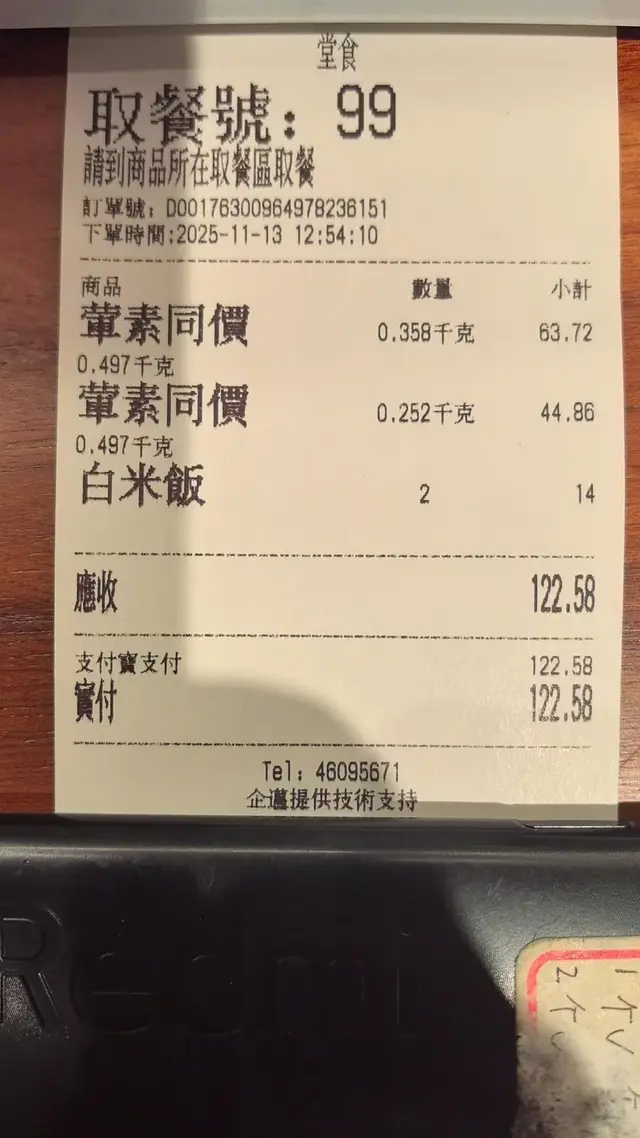 堂食
取餐號: 99
請到商品所在取餐區取餐
訂單號: D00176300964978236151
下單時間:2025-11-13 12:54:10
商品 數量 小計
葷素同價 0.358千克 63.72
0.497千克
葷素同價 0.252千克 44.86
0.497千克
白米飯 2 14
應收 122.58
支付寶支付 122.58
實付 122.58
Tel: 46095671
企邁提供技術支持
Redmi
1个
2个